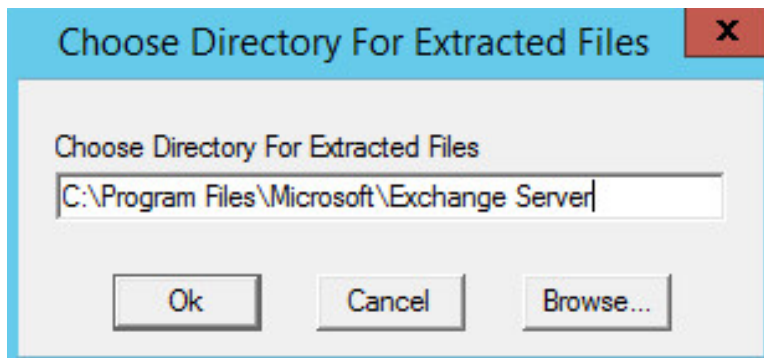 Choose Directory For Extracted Files
x
Choose Directory For Extracted Files
C:\Program Files\Microsoft\Exchange Server
Ok Cancel Browse...